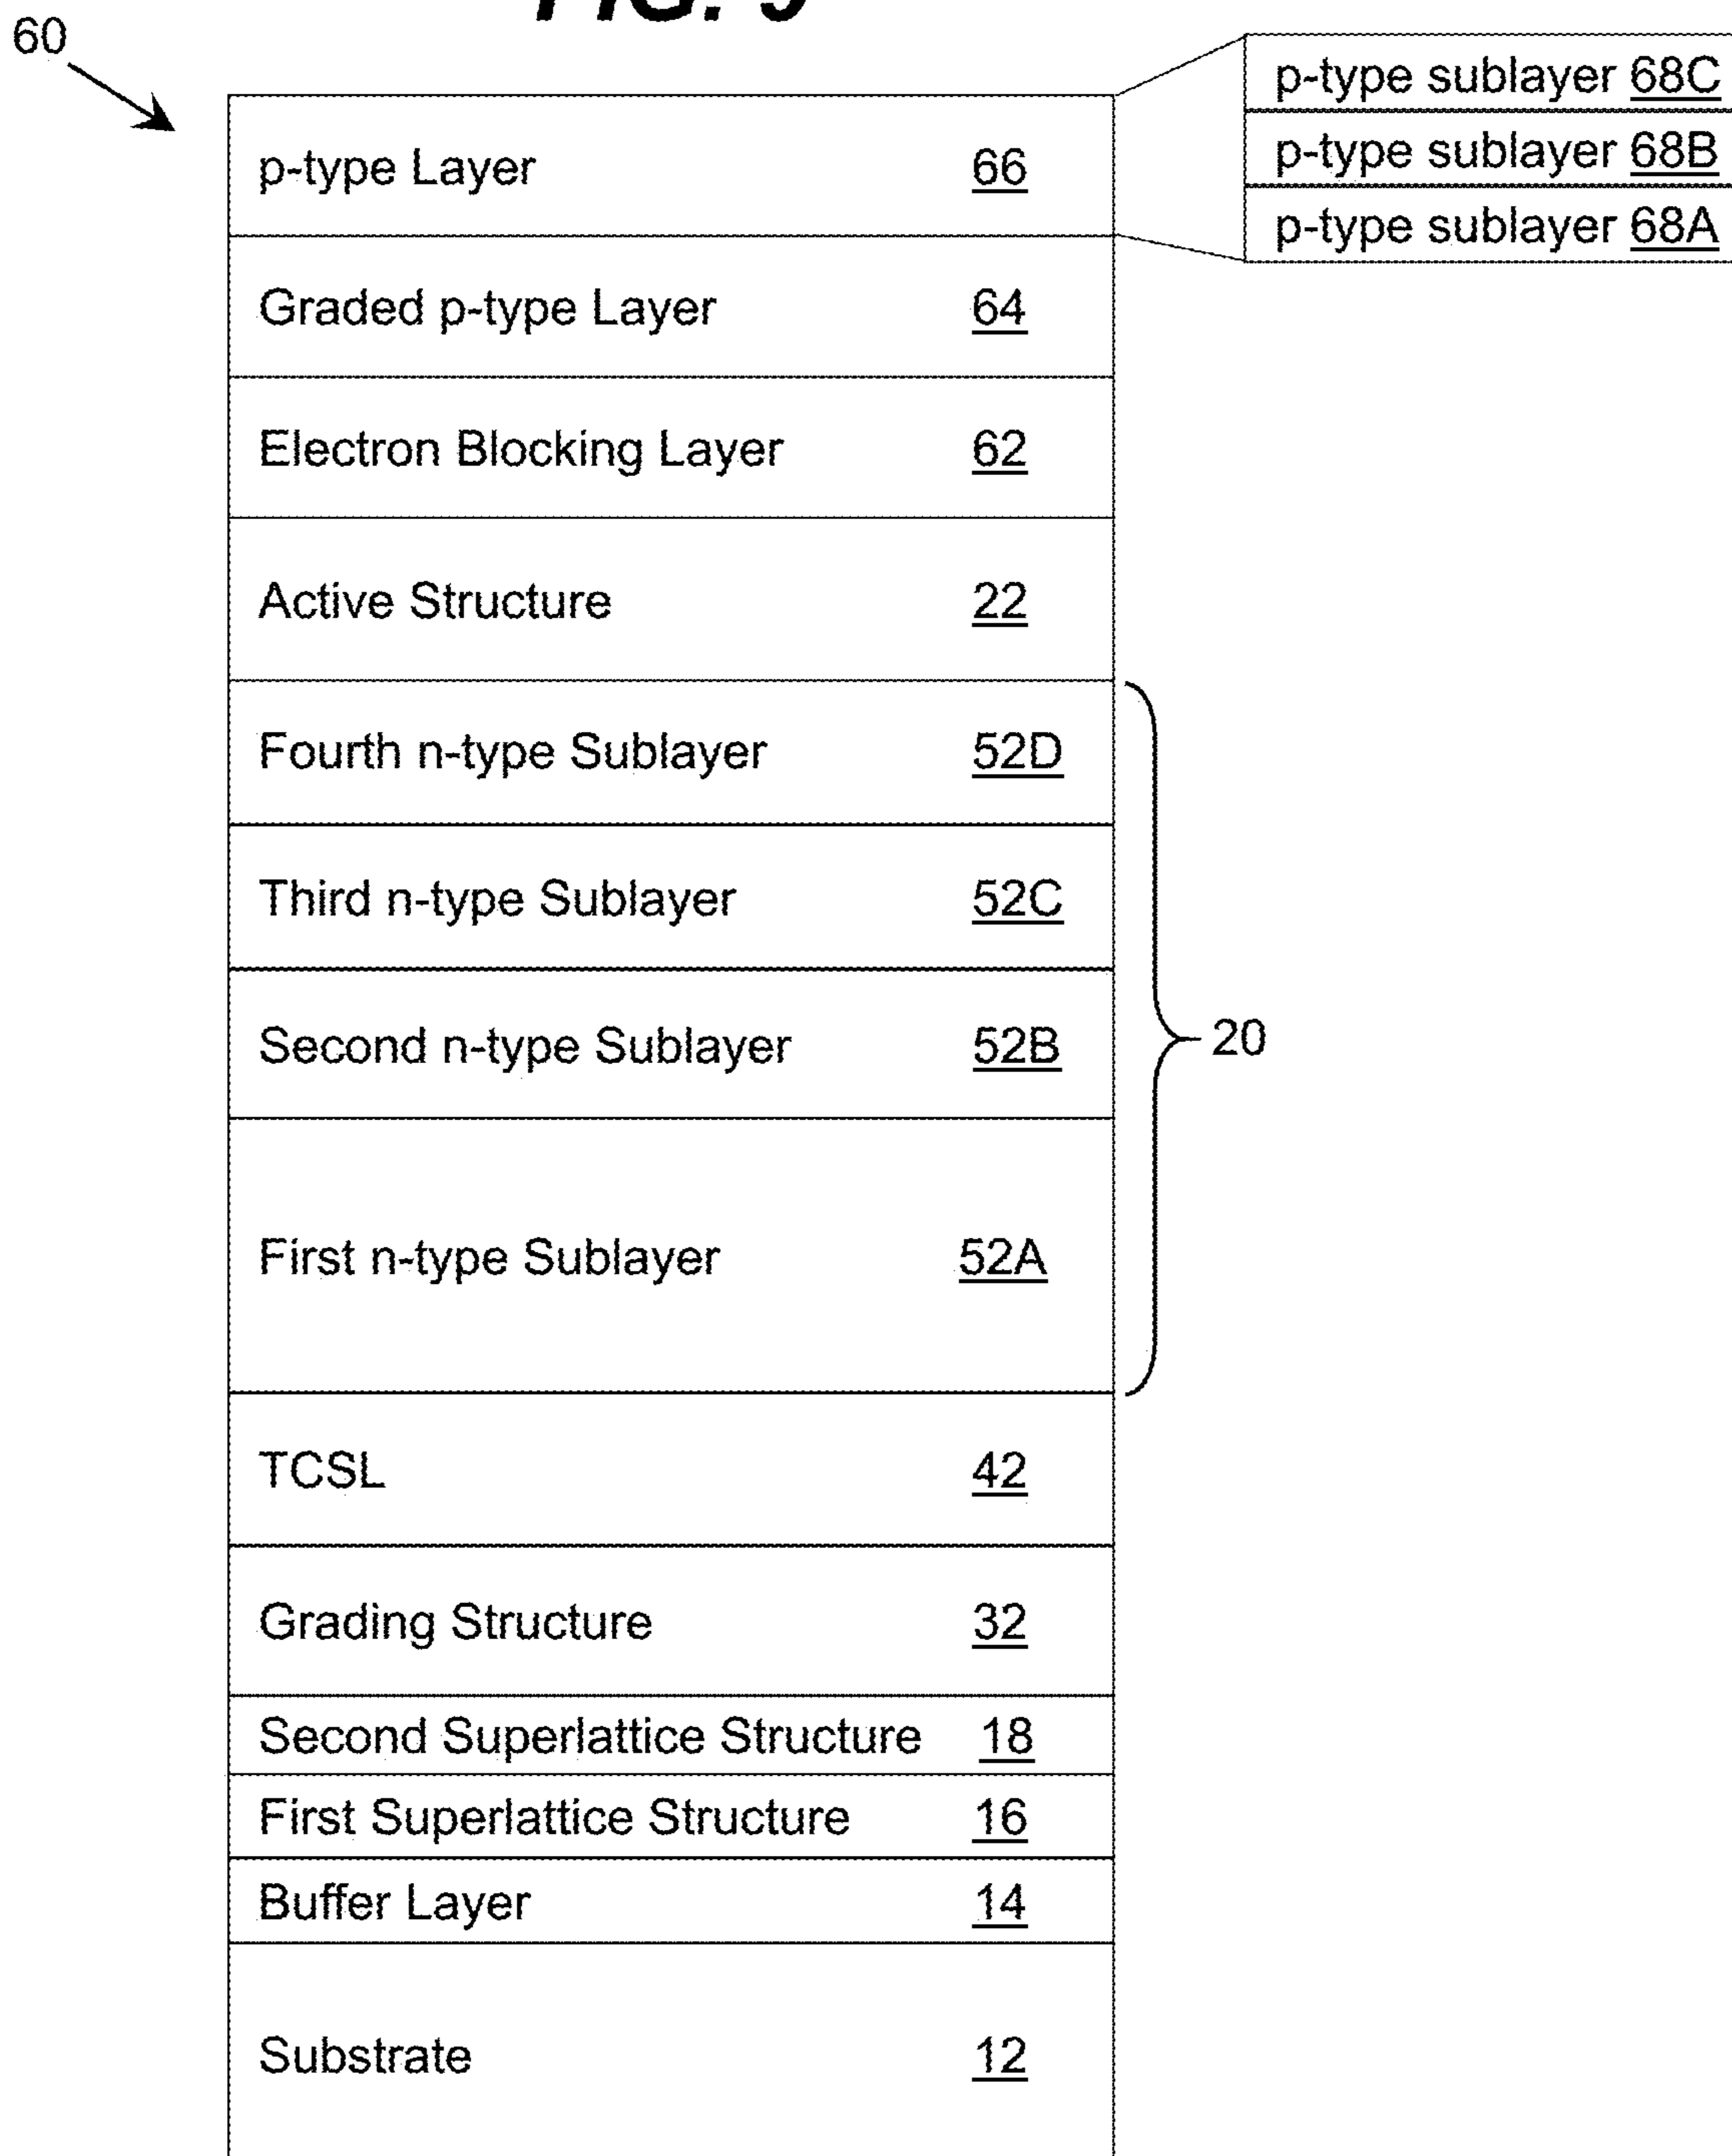 FIG.
60
p-type sublayer 68C
p-type sublayer 68B
p-type sublayer 68A
p-type Layer 66
Graded p-type Layer 64
Electron Blocking Layer 62
Active Structure 22
Fourth n-type Sublayer 52D
Third n-type Sublayer 52C
Second n-type Sublayer 52B
20
First n-type Sublayer 52A
TCSL 42
Grading Structure 32
Second Superlattice Structure 18
First Superlattice Structure 16
Buffer Layer 14
Substrate 12